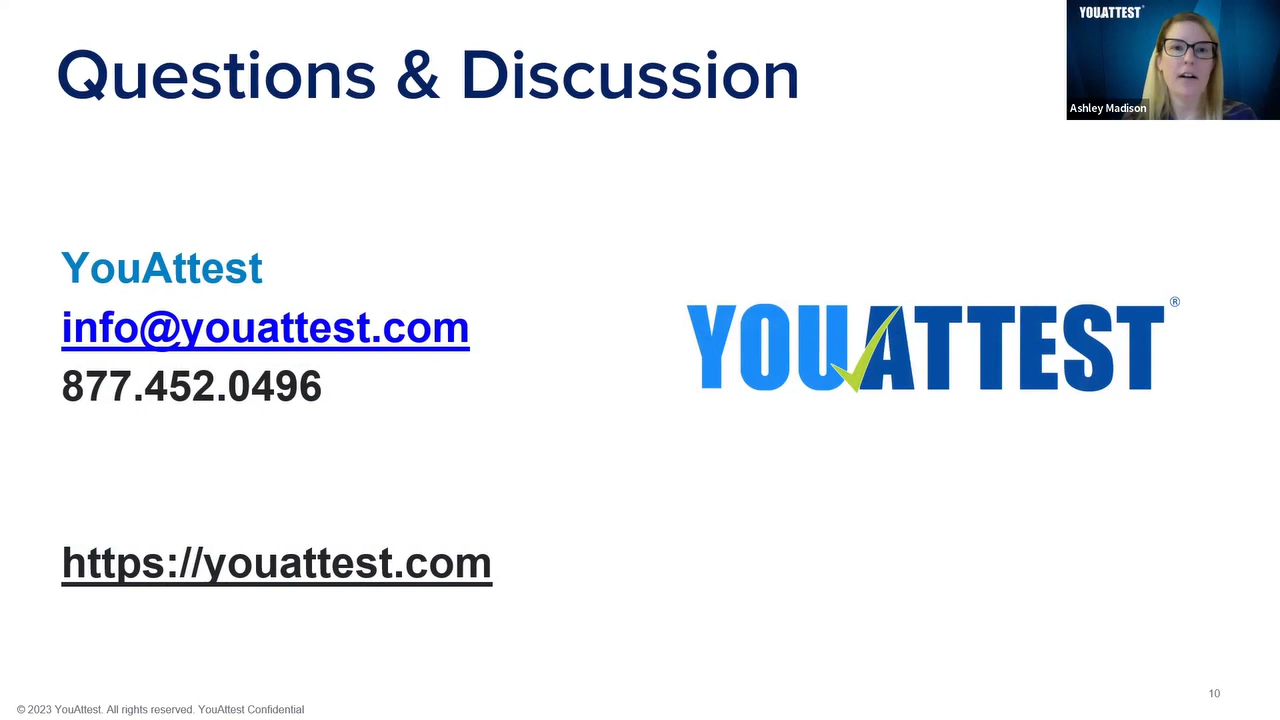 Questions & Discussion
YOUATTEST
Ashley Madison
YouAttest
info@youattest.com
877.452.0496
YOUATTEST®
https://youattest.com
10
© 2023 YouAttest. All rights reserved. YouAttest Confidential